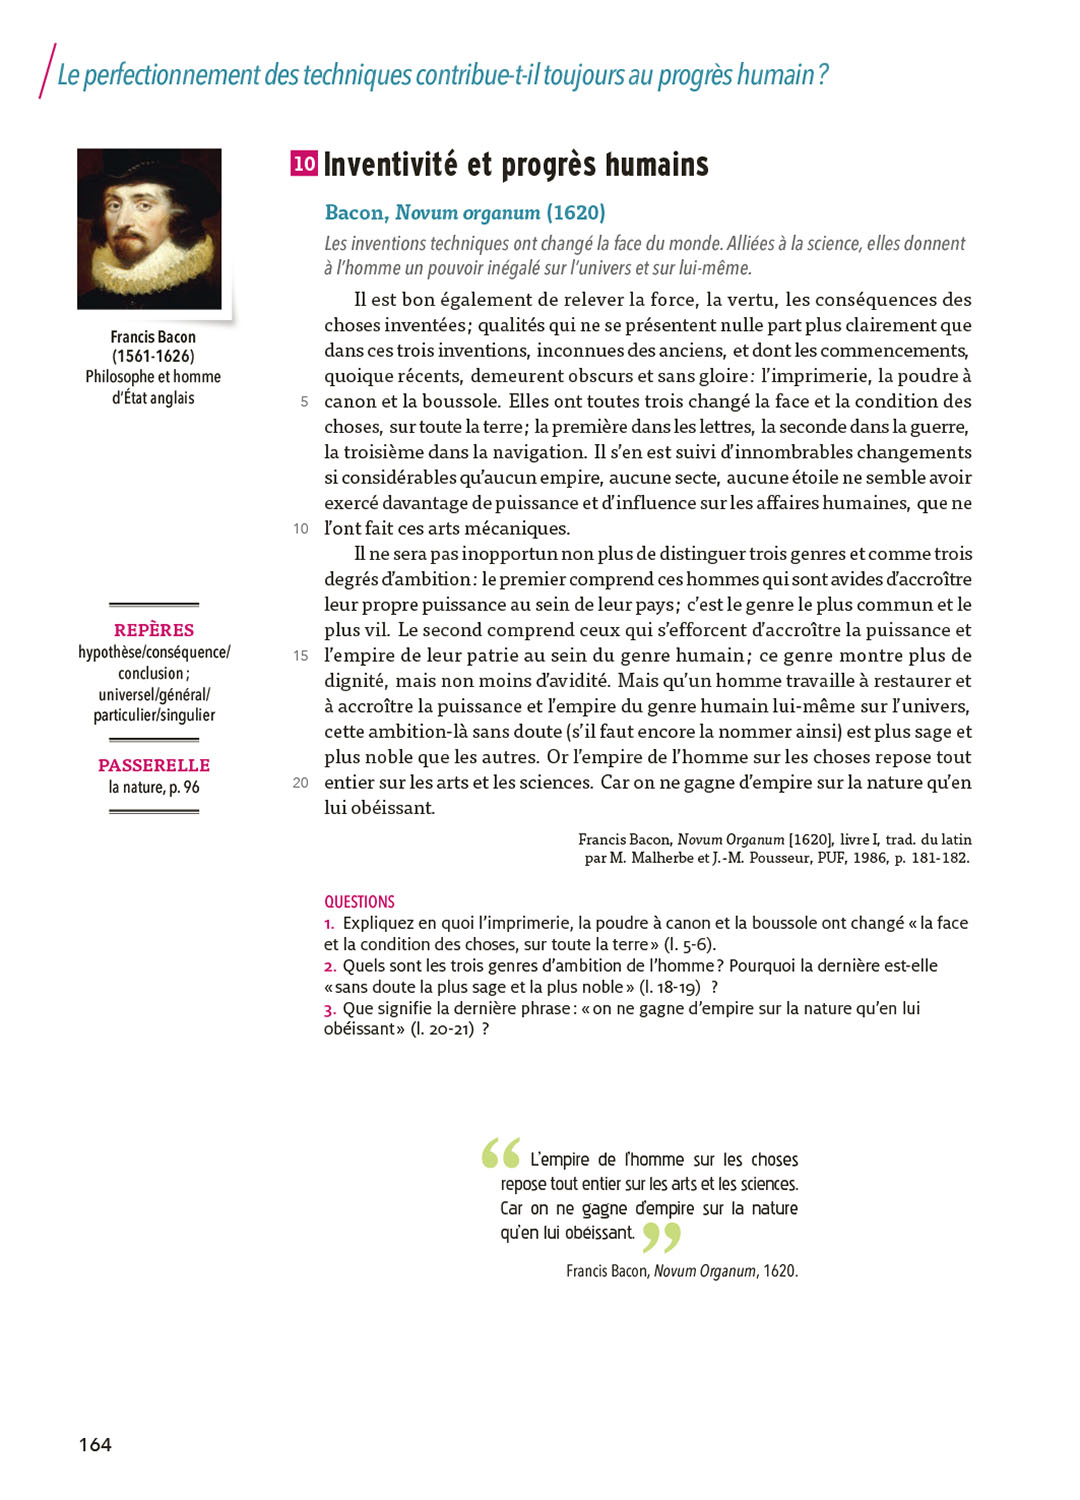 Le perfectionnement des techniques contribue-t-il toujours au progrès humain ?
Francis Bacon
(1561-1626)
Philosophe et homme
d’État anglais
REPÈRES
hypothèse/conséquence/
conclusion ;
universel/général/
particulier/singulier
PASSERELLE
la nature, p. 96
10 Inventivité et progrès humains
Bacon, Novum organum (1620)
Les inventions techniques ont changé la face du monde. Alliées à la science, elles donnent
à l’homme un pouvoir inégalé sur l’univers et sur lui-même.
Il est bon également de relever la force, la vertu, les conséquences des
choses inventées ; qualités qui ne se présentent nulle part plus clairement que
dans ces trois inventions, inconnues des anciens, et dont les commencements,
quoique récents, demeurent obscurs et sans gloire : l’imprimerie, la poudre à
5 canon et la boussole. Elles ont toutes trois changé la face et la condition des
choses, sur toute la terre ; la première dans les lettres, la seconde dans la guerre,
la troisième dans la navigation. Il s’en est suivi d’innombrables changements
si considérables qu’aucun empire, aucune secte, aucune étoile ne semble avoir
exercé davantage de puissance et d’influence sur les affaires humaines, que ne
10 l’ont fait ces arts mécaniques.
Il ne sera pas inopportun non plus de distinguer trois genres et comme trois
degrés d’ambition : le premier comprend ces hommes qui sont avides d’accroître
leur propre puissance au sein de leur pays ; c’est le genre le plus commun et le
plus vil. Le second comprend ceux qui s’efforcent d’accroître la puissance et
15 l’empire de leur patrie au sein du genre humain ; ce genre montre plus de
dignité, mais non moins d’avidité. Mais qu’un homme travaille à restaurer et
à accroître la puissance et l’empire du genre humain lui-même sur l’univers,
cette ambition-là sans doute (s’il faut encore la nommer ainsi) est plus sage et
plus noble que les autres. Or l’empire de l’homme sur les choses repose tout
20 entier sur les arts et les sciences. Car on ne gagne d’empire sur la nature qu’en
lui obéissant.
Francis Bacon, Novum Organum [1620], livre I, trad. du latin
par M. Malherbe et J.-M. Pousseur, PUF, 1986, p. 181-182.
QUESTIONS
1. Expliquez en quoi l’imprimerie, la poudre à canon et la boussole ont changé « la face
et la condition des choses, sur toute la terre » (l. 5-6).
2. Quels sont les trois genres d’ambition de l’homme ? Pourquoi la dernière est-elle
« sans doute la plus sage et la plus noble » (l. 18-19) ?
3. Que signifie la dernière phrase : « on ne gagne d’empire sur la nature qu’en lui
obéissant » (l. 20-21) ?
“ L’empire de l’homme sur les choses
repose tout entier sur les arts et les sciences.
Car on ne gagne d’empire sur la nature
qu’en lui obéissant. ”
Francis Bacon, Novum Organum, 1620.
164